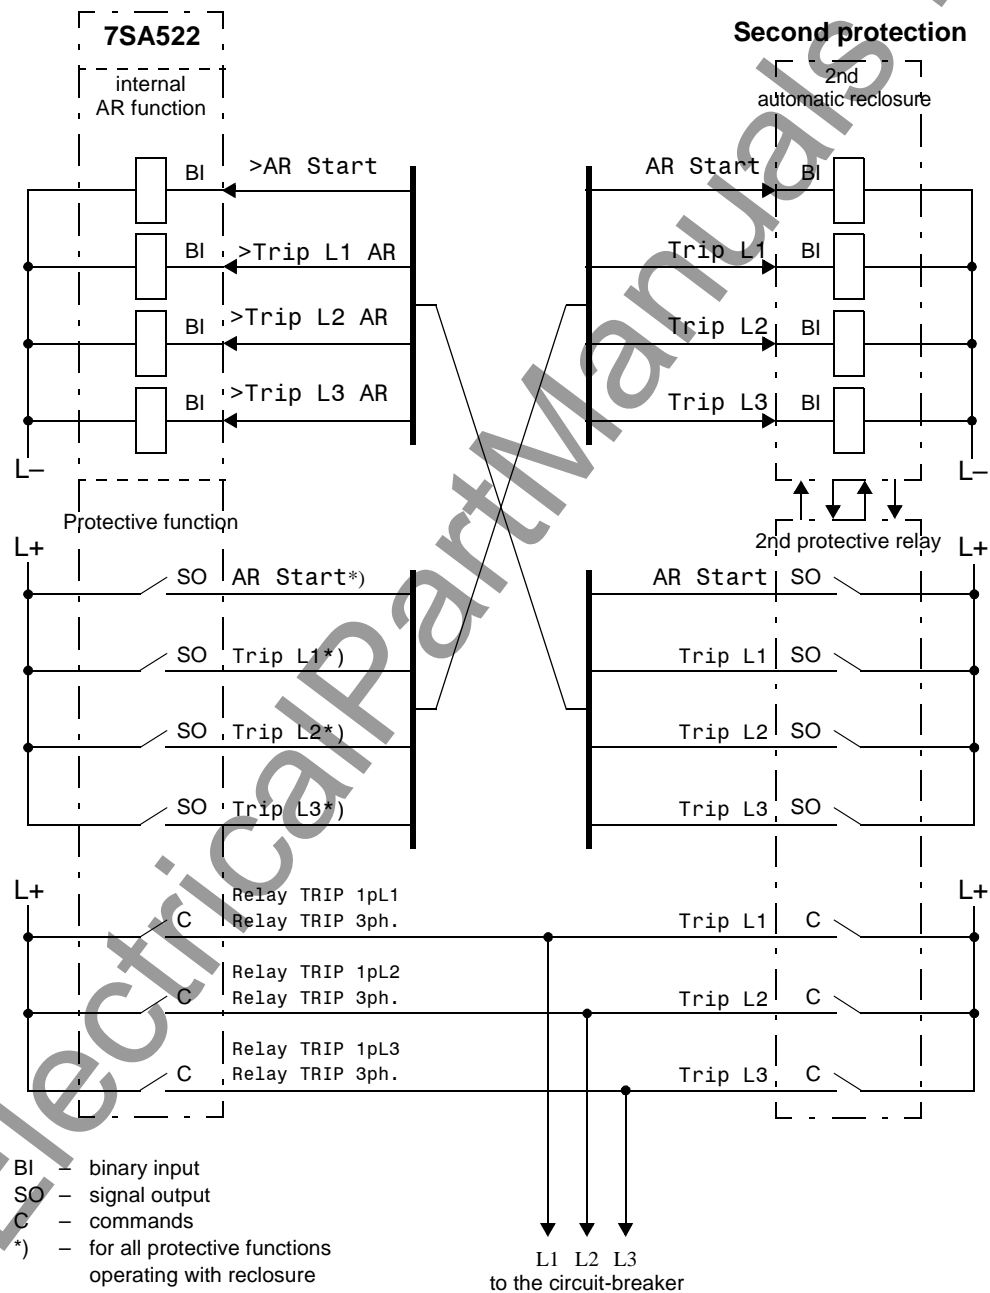 7SA522
Second protection
internal
AR function
2nd
automatic reclosure
BI >AR Start
AR Start BI
BI >Trip L1 AR
Trip L1 BI
BI >Trip L2 AR
Trip L2 BI
BI >Trip L3 AR
Trip L3 BI
L–
L–
Protective function
2nd protective relay
L+
L+
SO AR Start*)
AR Start SO
SO Trip L1*)
Trip L1 SO
SO Trip L2*)
Trip L2 SO
SO Trip L3*)
Trip L3 SO
L+
L+
Relay TRIP 1pL1
C Relay TRIP 3ph.
Trip L1 C
Relay TRIP 1pL2
C Relay TRIP 3ph.
Trip L2 C
Relay TRIP 1pL3
C Relay TRIP 3ph.
Trip L3 C
BI – binary input
SO – signal output
C – commands
*) – for all protective functions
operating with reclosure
L1 L2 L3
to the circuit-breaker
ElectricalPartManuals